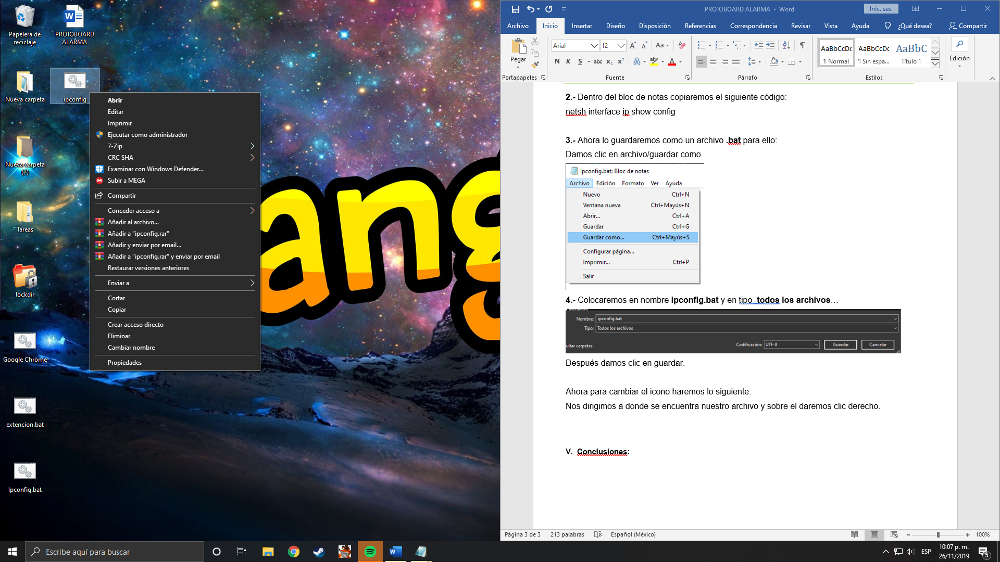 Papelera de
reciclaje
PROTOBOARD
ALARMA
Nueva carpeta
ipconfig
Nueva carpeta
(2)
Tareas
lockdir
Google Chrome
extencion.bat
Ipconfig.bat
Abrir
Editar
Imprimir
Ejecutar como administrador
7-Zip
CRC SHA
Examinar con Windows Defender...
Subir a MEGA
Compartir
Conceder acceso a
Añadir al archivo...
Añadir a "ipconfig.rar"
Añadir y enviar por email...
Añadir a "ipconfig.rar" y enviar por email
Restaurar versiones anteriores
Enviar a
Cortar
Copiar
Crear acceso directo
Eliminar
Cambiar nombre
Propiedades
ang
PROTOBOARD ALARMA - Word
Inic. ses.
Archivo Inicio Insertar Diseño Disposición Referencias Correspondencia Revisar Vista Ayuda ¿Qué desea? Compartir
Pegar
Arial 12
Aa
N K S abc x₂ x²
AaBbCcDc AaBbCcDc AaBbC
¶ Normal ¶ Sin espa... Título 1
Edición
Portapapeles Fuente Párrafo Estilos
2.- Dentro del bloc de notas copiaremos el siguiente código:
netsh interface ip show config
3.- Ahora lo guardaremos como un archivo .bat para ello:
Damos clic en archivo/guardar como
Ipconfig.bat: Bloc de notas
Archivo Edición Formato Ver Ayuda
Nuevo Ctrl+N
Ventana nueva Ctrl+Mayús+N
Abrir... Ctrl+A
Guardar Ctrl+G
Guardar como... Ctrl+Mayús+S
Configurar página...
Imprimir... Ctrl+P
Salir
4.- Colocaremos en nombre ipconfig.bat y en tipo todos los archivos…
Nombre: ipconfig.bat
Tipo: Todos los archivos
ultar carpetas Codificación: UTF-8 Guardar Cancelar
Después damos clic en guardar.
Ahora para cambiar el icono haremos lo siguiente:
Nos dirigimos a donde se encuentra nuestro archivo y sobre el daremos clic derecho.
V. Conclusiones:
Página 3 de 3 213 palabras Español (México) 100%
Escribe aquí para buscar
ESP
10:07 p. m.
26/11/2019
5